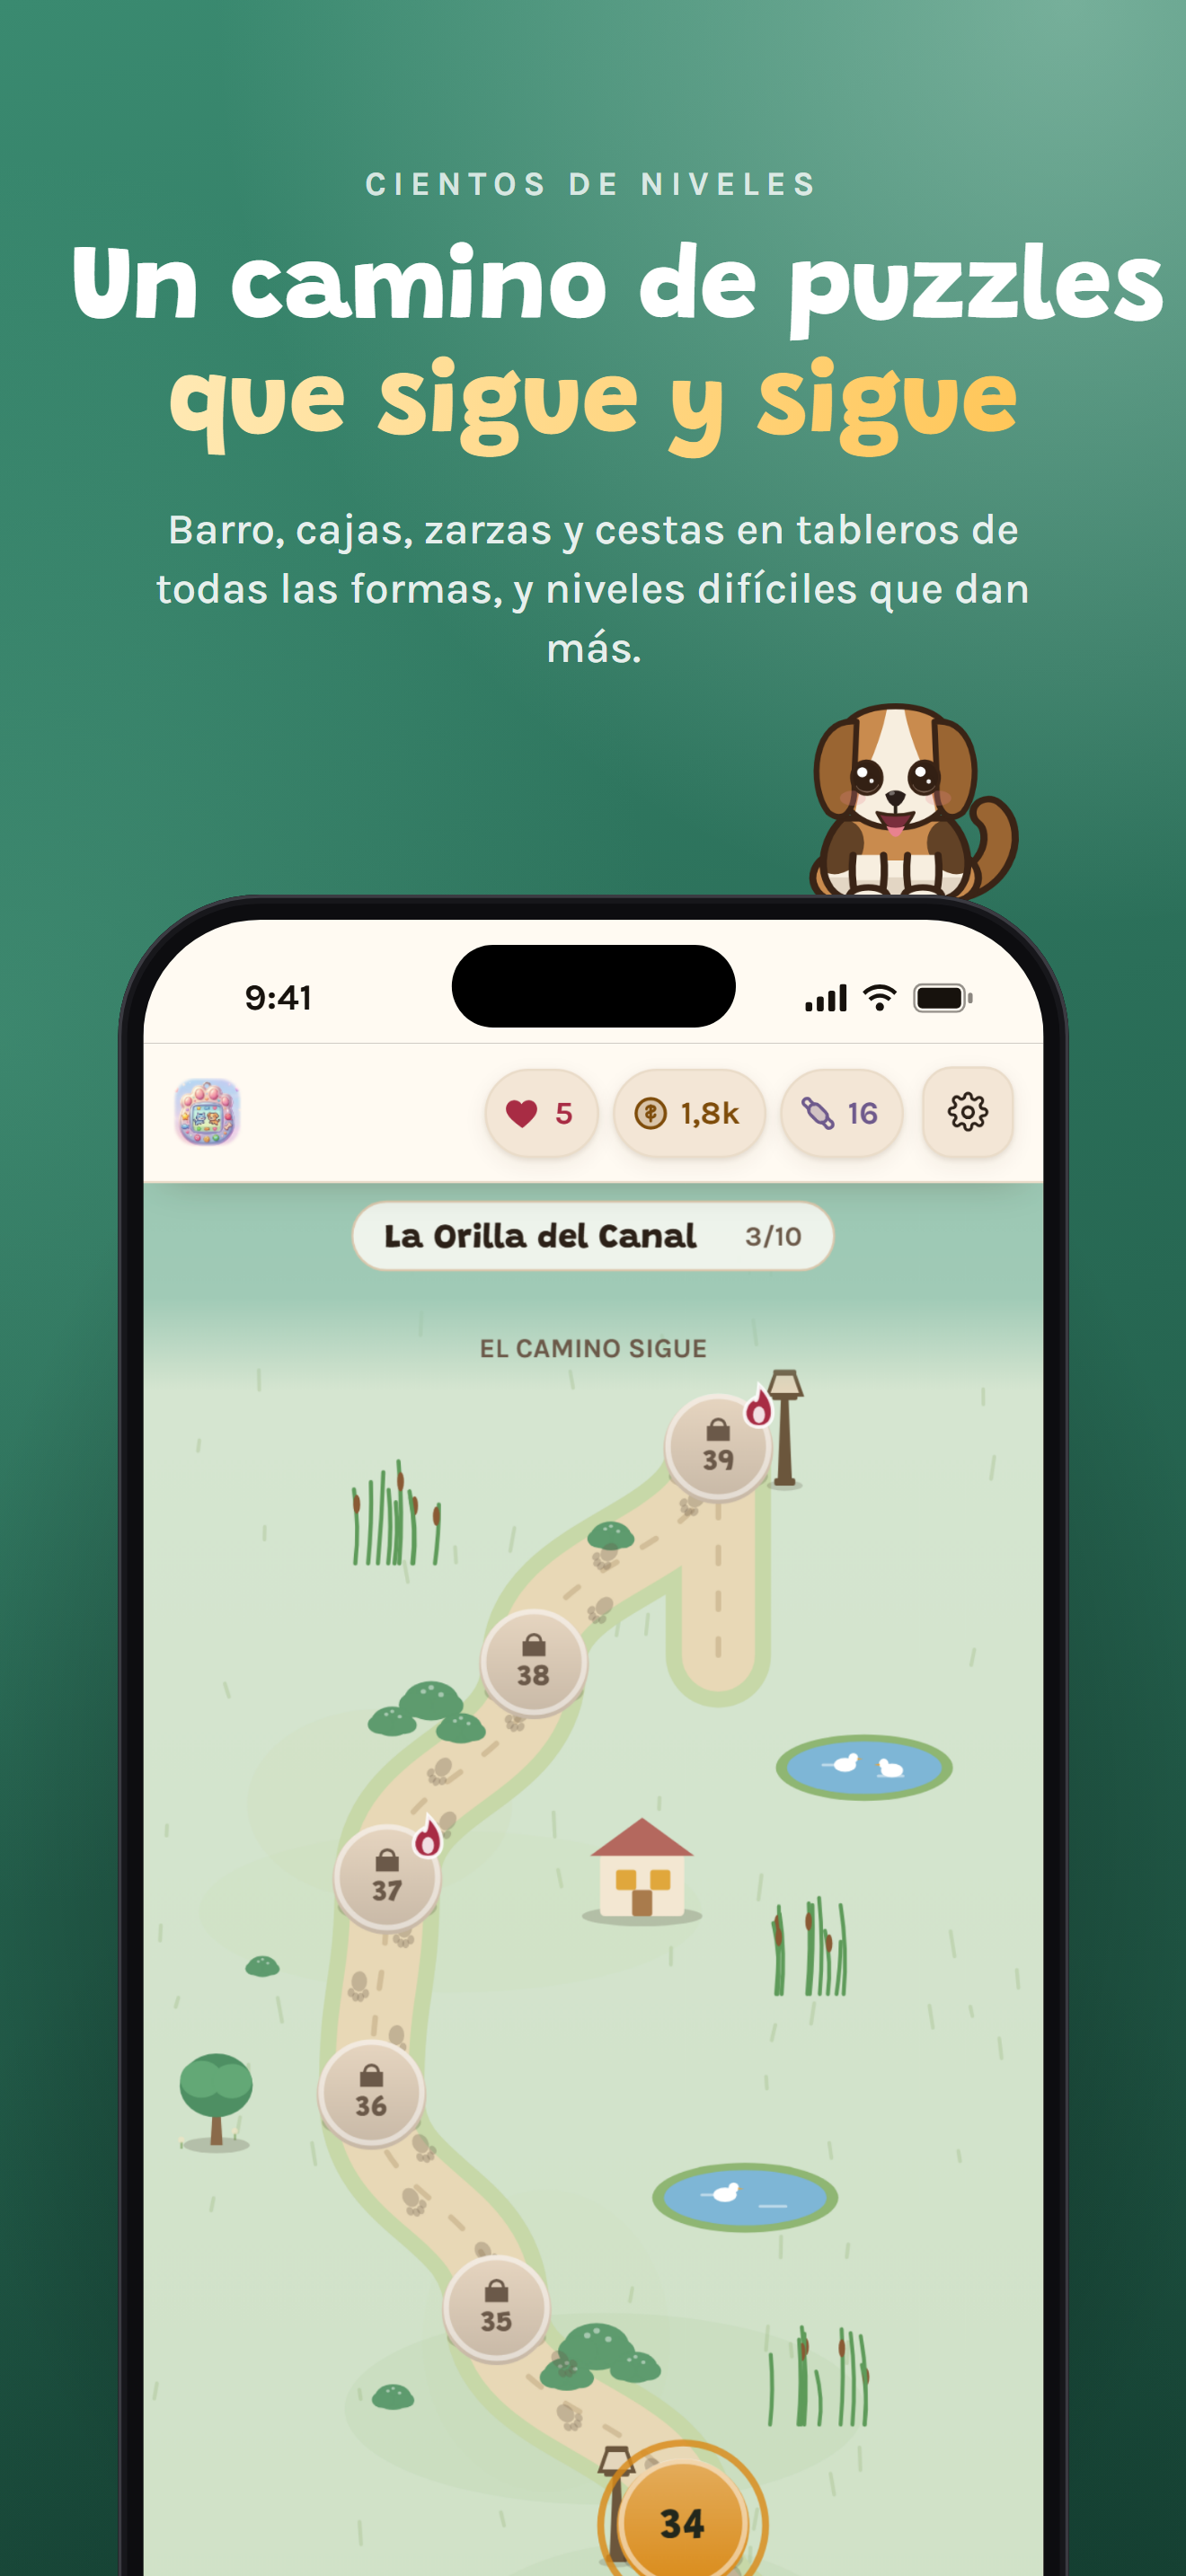 CIENTOS DE NIVELES
Un camino de puzzles
que sigue y sigue
Barro, cajas, zarzas y cestas en tableros de
todas las formas, y niveles difíciles que dan
más.
9:41
5
1,8k
16
La Orilla del Canal 3/10
EL CAMINO SIGUE
39
38
37
36
35
34